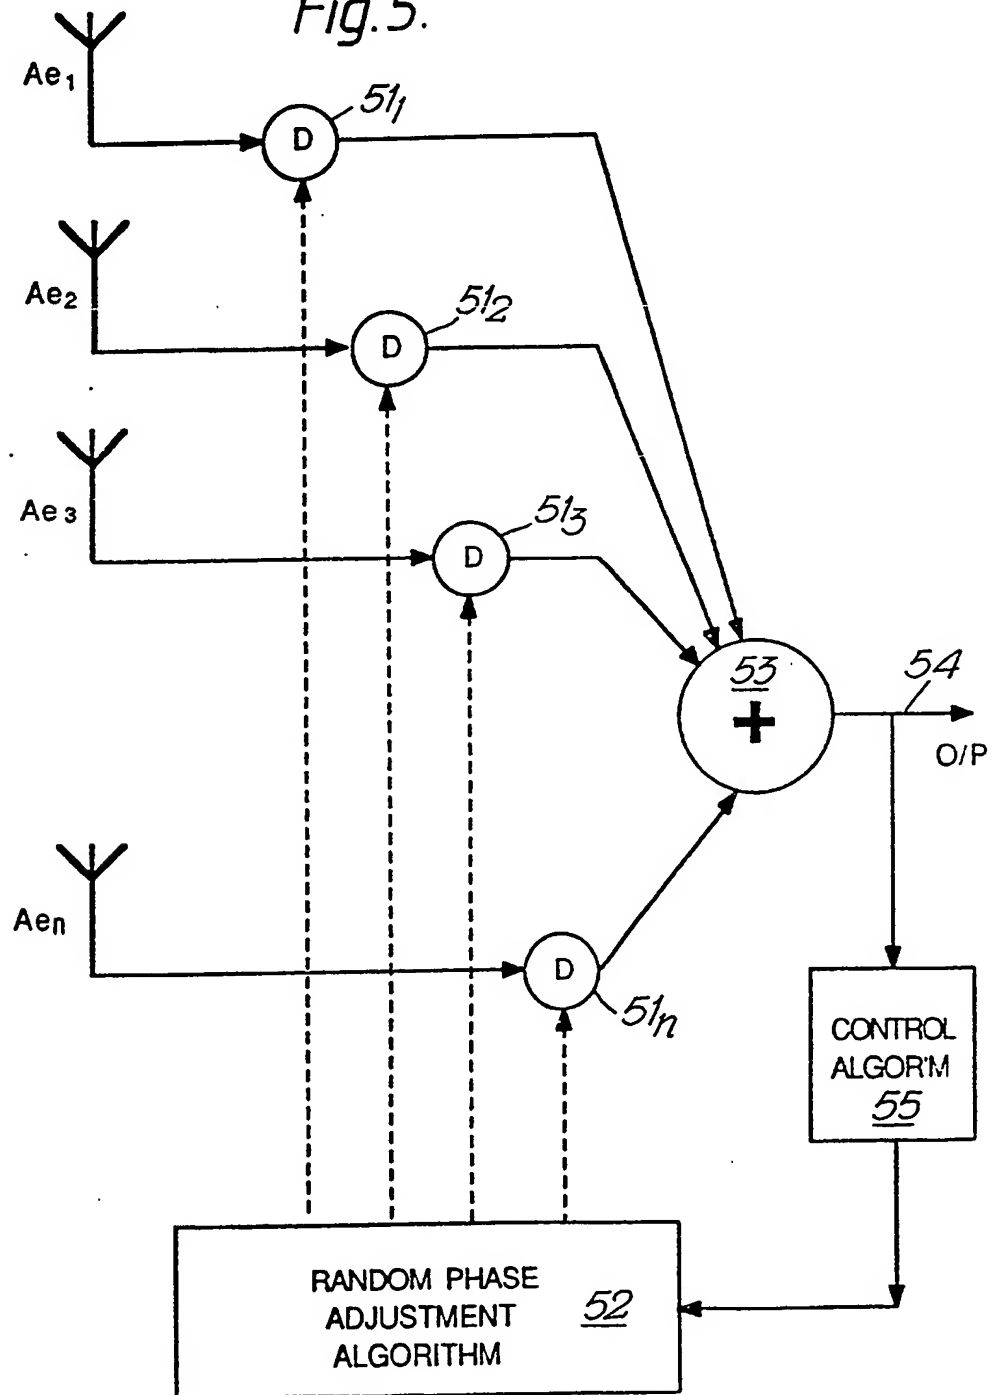 Fig. 5.
Ae1
511
D
Ae2
512
D
Ae3
513
D
53
+
54
O/P
Aen
D
51n
CONTROL
ALGOR'M
55
RANDOM PHASE
ADJUSTMENT
ALGORITHM
52